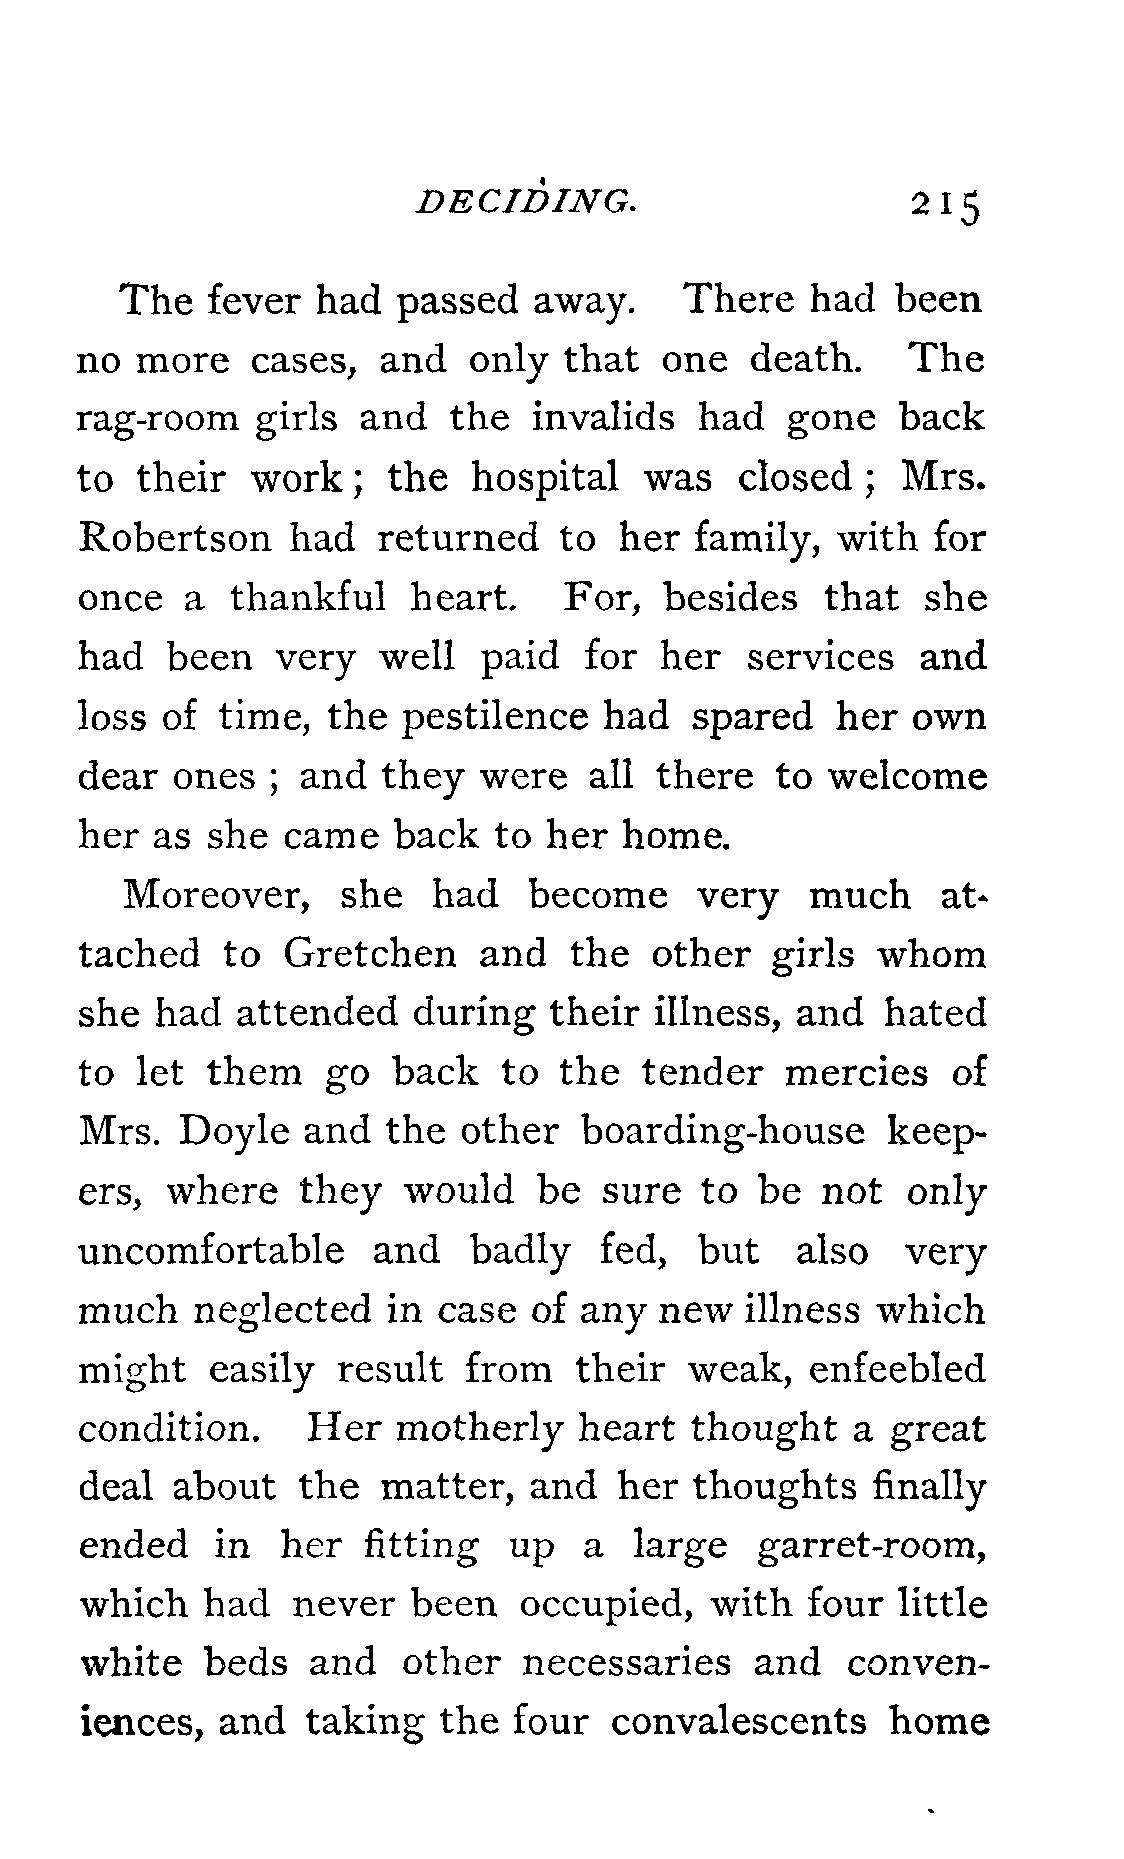 DECIDING. 215
The fever had passed away. There had been
no more cases, and only that one death. The
rag-room girls and the invalids had gone back
to their work ; the hospital was closed ; Mrs.
Robertson had returned to her family, with for
once a thankful heart. For, besides that she
had been very well paid for her services and
loss of time, the pestilence had spared her own
dear ones ; and they were all there to welcome
her as she came back to her home.
Moreover, she had become very much at-
tached to Gretchen and the other girls whom
she had attended during their illness, and hated
to let them go back to the tender mercies of
Mrs. Doyle and the other boarding-house keep-
ers, where they would be sure to be not only
uncomfortable and badly fed, but also very
much neglected in case of any new illness which
might easily result from their weak, enfeebled
condition. Her motherly heart thought a great
deal about the matter, and her thoughts finally
ended in her fitting up a large garret-room,
which had never been occupied, with four little
white beds and other necessaries and conven-
iences, and taking the four convalescents home